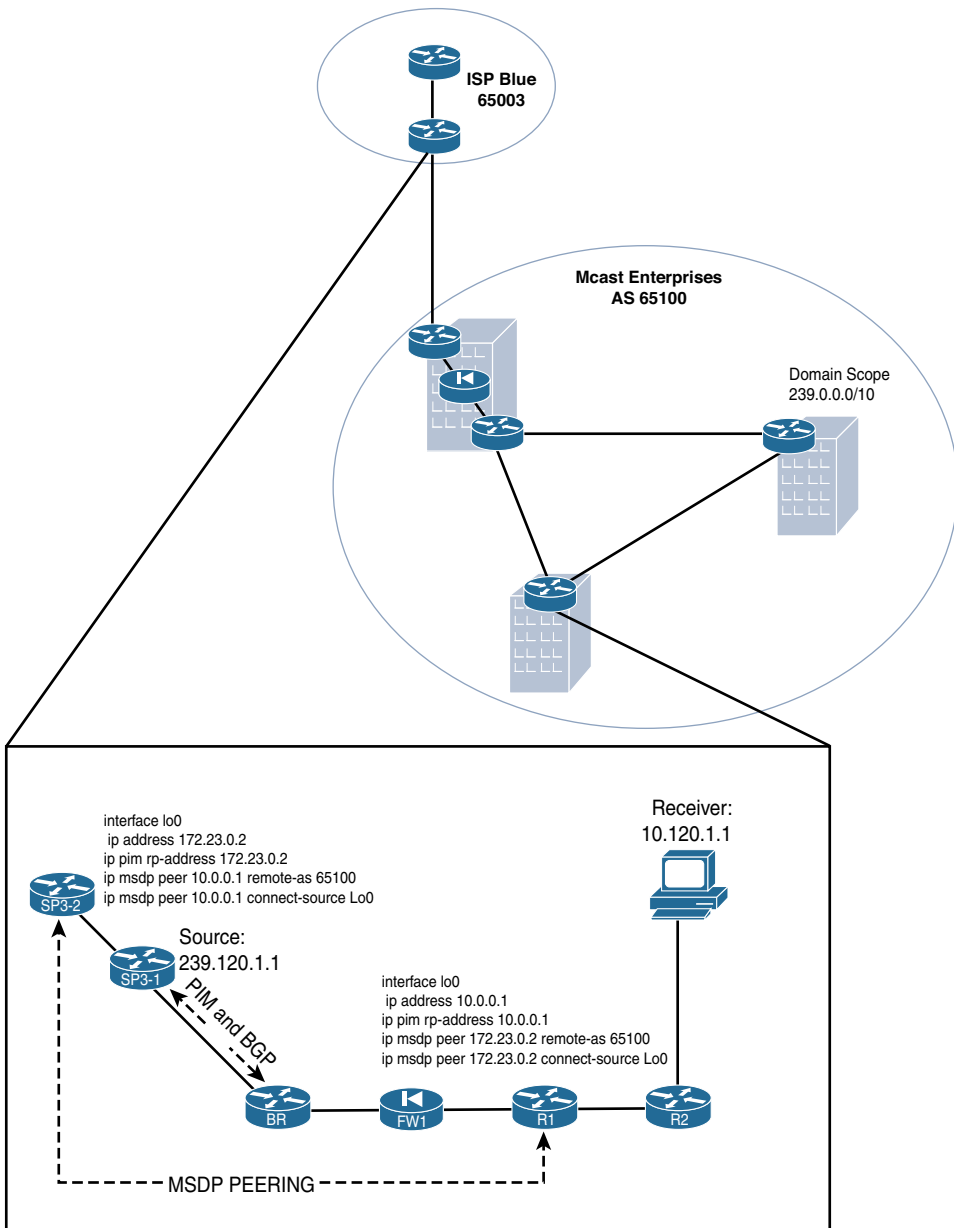 ISP Blue
65003
Mcast Enterprises
AS 65100
Domain Scope
239.0.0.0/10
interface lo0
ip address 172.23.0.2
ip pim rp-address 172.23.0.2
ip msdp peer 10.0.0.1 remote-as 65100
ip msdp peer 10.0.0.1 connect-source Lo0
SP3-2
Source:
239.120.1.1
SP3-1
PIM and BGP
Receiver:
10.120.1.1
interface lo0
ip address 10.0.0.1
ip pim rp-address 10.0.0.1
ip msdp peer 172.23.0.2 remote-as 65100
ip msdp peer 172.23.0.2 connect-source Lo0
BR
FW1
R1
R2
MSDP PEERING